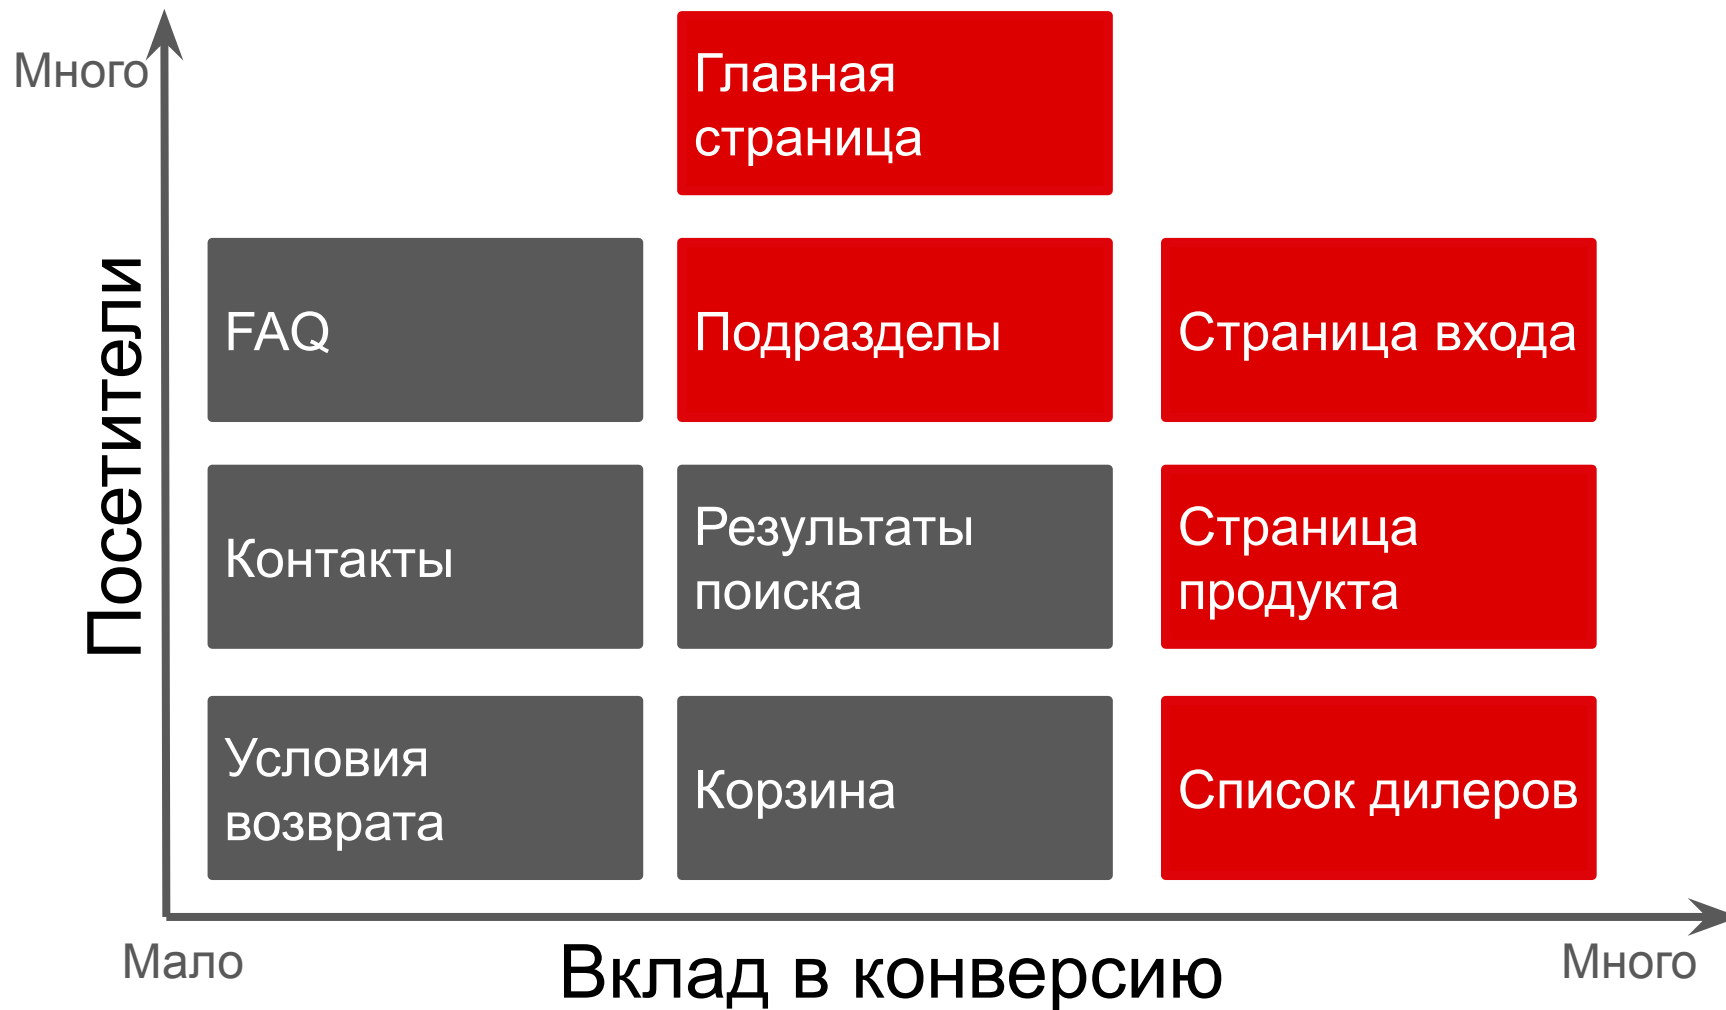 Много
Главная
страница
Посетители
FAQ
Подразделы
Страница входа
Контакты
Результаты
поиска
Страница
продукта
Условия
возврата
Корзина
Список дилеров
Мало
Вклад в конверсию
Много